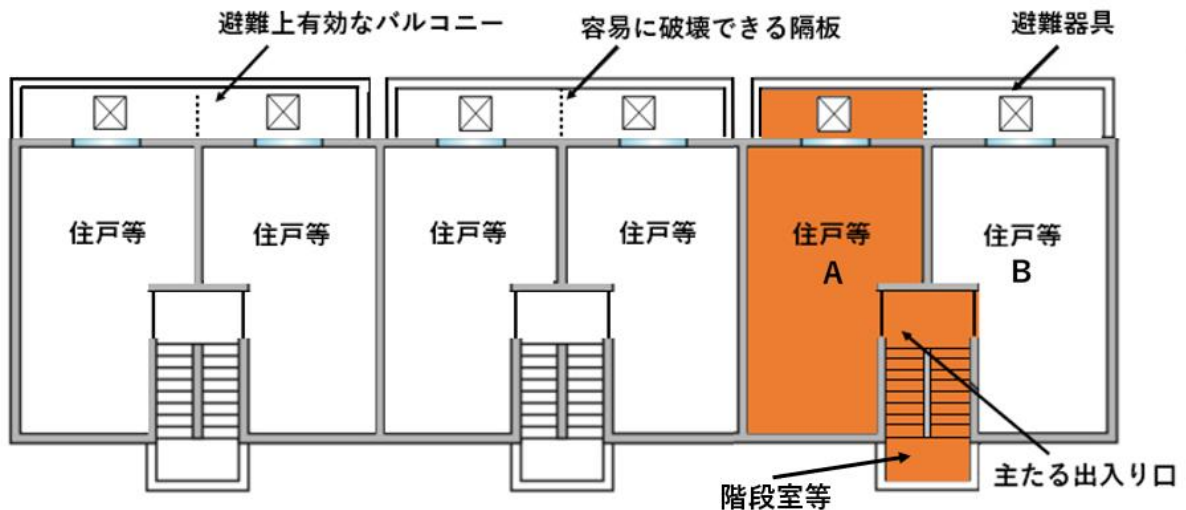 避難上有効なバルコニー
容易に破壊できる隔板
避難器具
住戸等
住戸等
住戸等
住戸等
住戸等
A
住戸等
B
主たる出入り口
階段室等